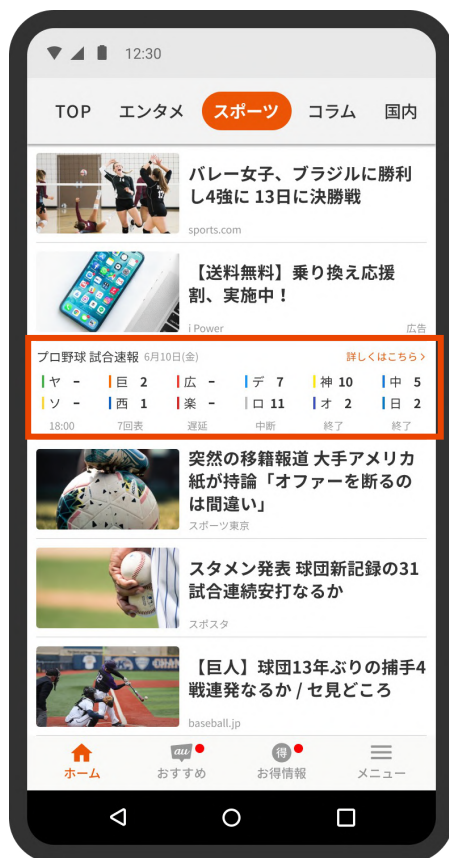 12:30
TOP エンタメ スポーツ コラム 国内
バレー女子、ブラジルに勝利
し4強に 13日に決勝戦
sports.com
【送料無料】乗り換え応援
割、実施中！
i Power 広告
プロ野球 試合速報 6月10日(金) 詳しくはこちら
ヤ - 巨 2 広 - デ 7 神 10 中 5
ソ - 西 1 楽 - ロ 11 オ 2 日 2
18:00 7回表 遅延 中断 終了 終了
突然の移籍報道 大手アメリカ
紙が持論「オファーを断るの
は間違い」
スポーツ東京
スタメン発表 球団新記録の31
試合連続安打なるか
スポスタ
【巨人】球団13年ぶりの捕手4
戦連発なるか / セ見どころ
baseball.jp
au 得
ホーム おすすめ お得情報 メニュー